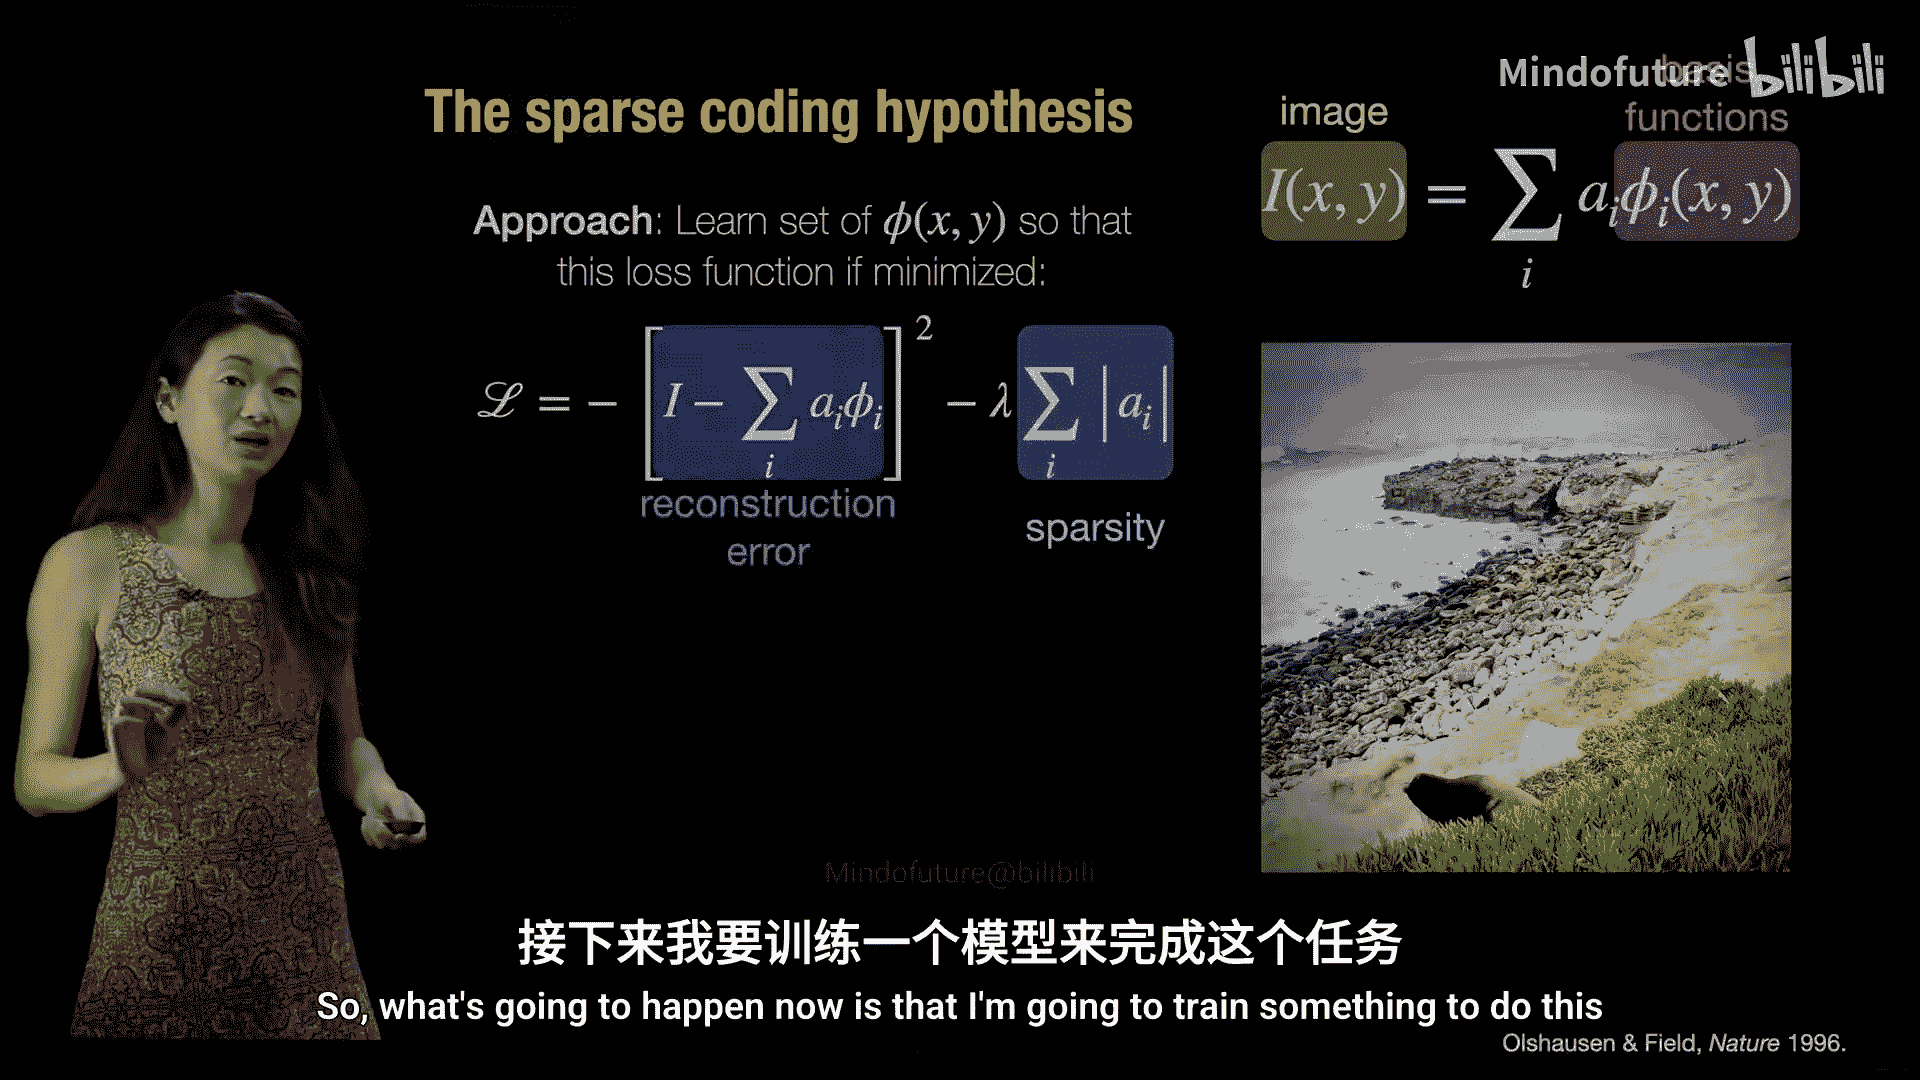 Mindofuture bilibili
basis
functions
image
The sparse coding hypothesis
I(x, y) = ∑ aᵢϕᵢ(x, y)
i
Approach: Learn set of ϕ(x, y) so that
this loss function if minimized:
ℒ = − [I − ∑ aᵢϕᵢ]² − λ ∑ |aᵢ|
i i
reconstruction
error
sparsity
Mindofuture@bilibili
接下来我要训练一个模型来完成这个任务
So, what's going to happen now is that I'm going to train something to do this
Olshausen & Field, Nature 1996.